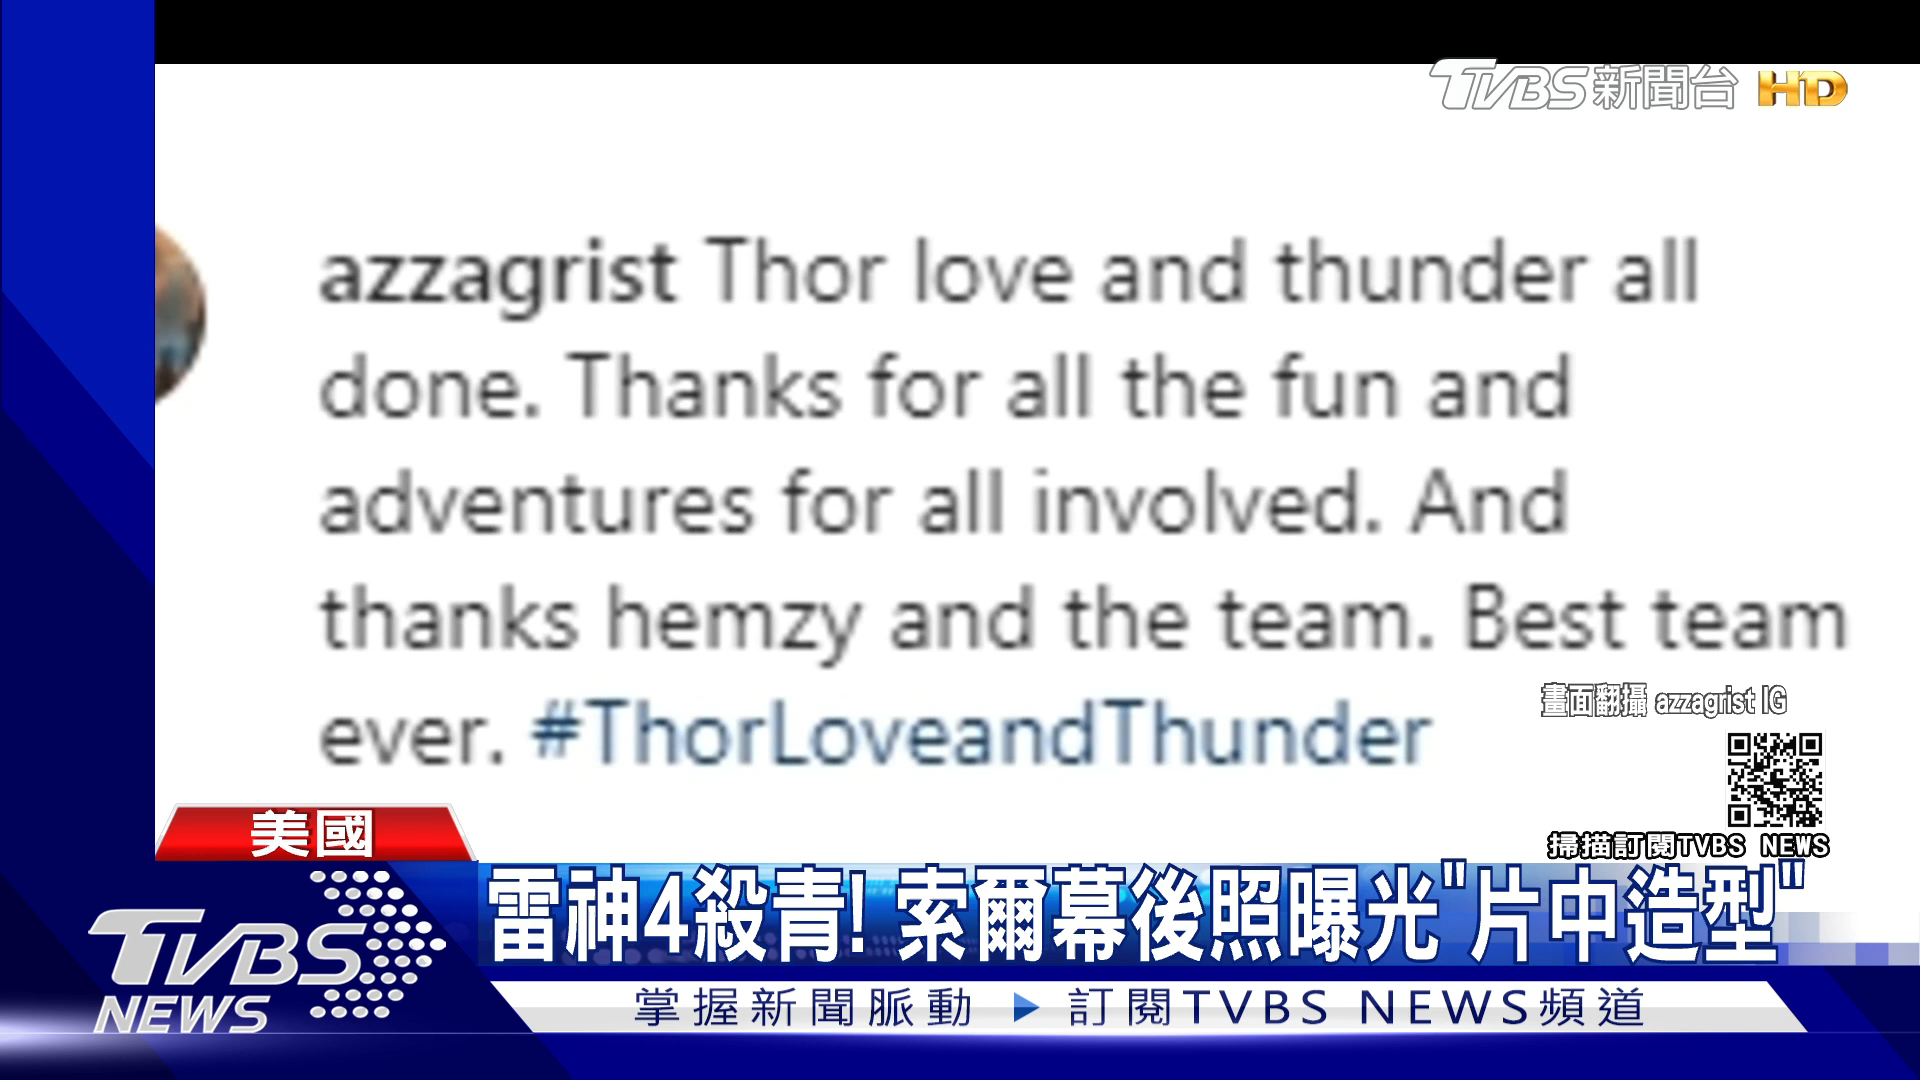 TVBS新聞台 HD
azzagrist Thor love and thunder all
done. Thanks for all the fun and
adventures for all involved. And
thanks hemzy and the team. Best team
ever. #ThorLoveandThunder
畫面翻攝 azzagrist IG
掃描訂閱TVBS NEWS
美國
雷神4殺青! 索爾幕後照曝光"片中造型"
TVBS
NEWS
掌握新聞脈動 ▶ 訂閱TVBS NEWS頻道